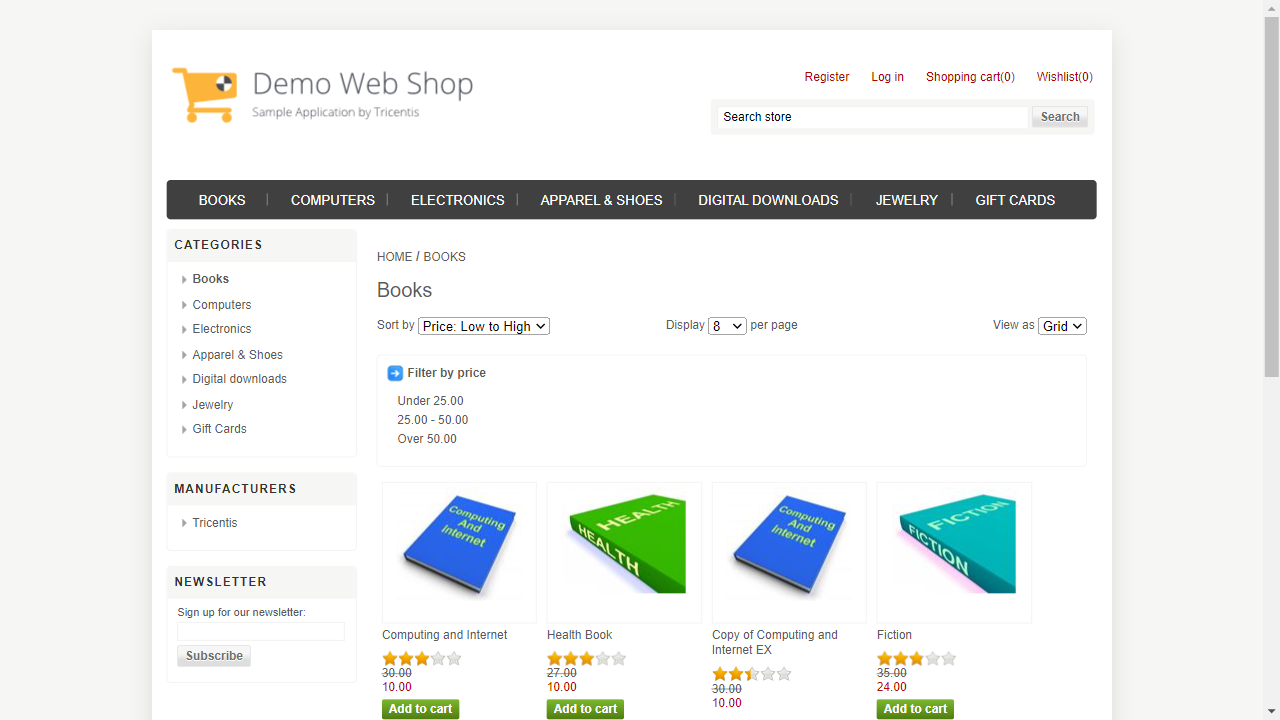 Demo Web Shop
Sample Application by Tricentis
Register Log in Shopping cart(0) Wishlist(0)
Search store Search
BOOKS COMPUTERS ELECTRONICS APPAREL & SHOES DIGITAL DOWNLOADS JEWELRY GIFT CARDS
CATEGORIES
Books
Computers
Electronics
Apparel & Shoes
Digital downloads
Jewelry
Gift Cards
MANUFACTURERS
Tricentis
NEWSLETTER
Sign up for our newsletter:
Subscribe
HOME / BOOKS
Books
Sort by Price: Low to High Display 8 per page View as Grid
Filter by price
Under 25.00
25.00 - 50.00
Over 50.00
Computing
And
Internet
HEALTH
HEALTH
Computing
And
Internet
FICTION
FICTION
Computing and Internet
30.00
10.00
Add to cart
Health Book
27.00
10.00
Add to cart
Copy of Computing and
Internet EX
30.00
10.00
Fiction
35.00
24.00
Add to cart